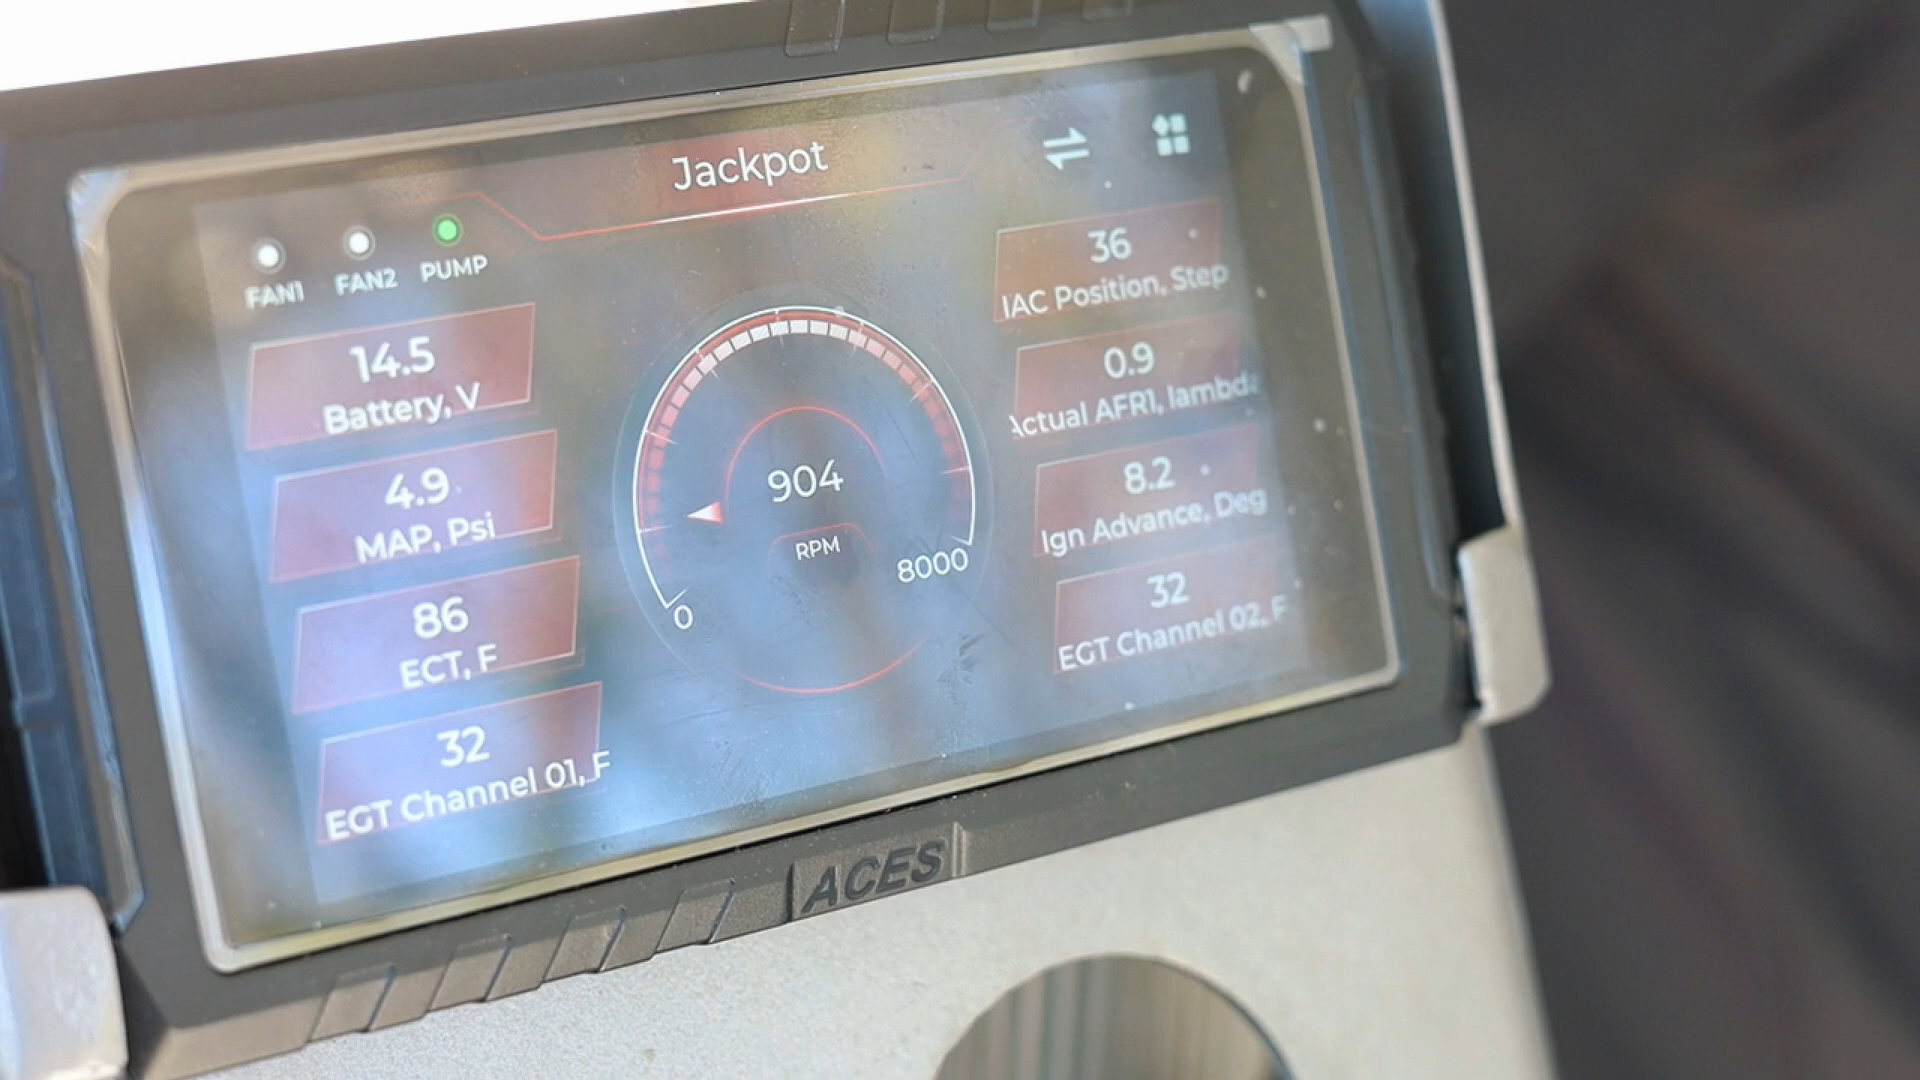 Jackpot
FAN1
FAN2
PUMP
14.5
Battery, V
4.9
MAP, Psi
86
ECT, F
32
EGT Channel 01, F
904
RPM
0
8000
36
IAC Position, Step
0.9
Actual AFR1, lambda
8.2
Ign Advance, Deg
32
EGT Channel 02, F
ACES